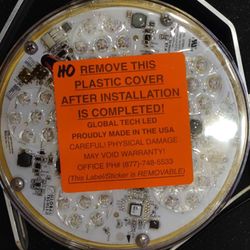 HO REMOVE THIS
PLASTIC COVER
AFTER INSTALLATION
IS COMPLETED!
GLOBAL TECH LED
PROUDLY MADE IN THE USA
CAREFUL! PHYSICAL DAMAGE
MAY VOID WARRANTY!
OFFICE PH# (877)-748-5533
(This Label/Sticker is REMOVABLE)